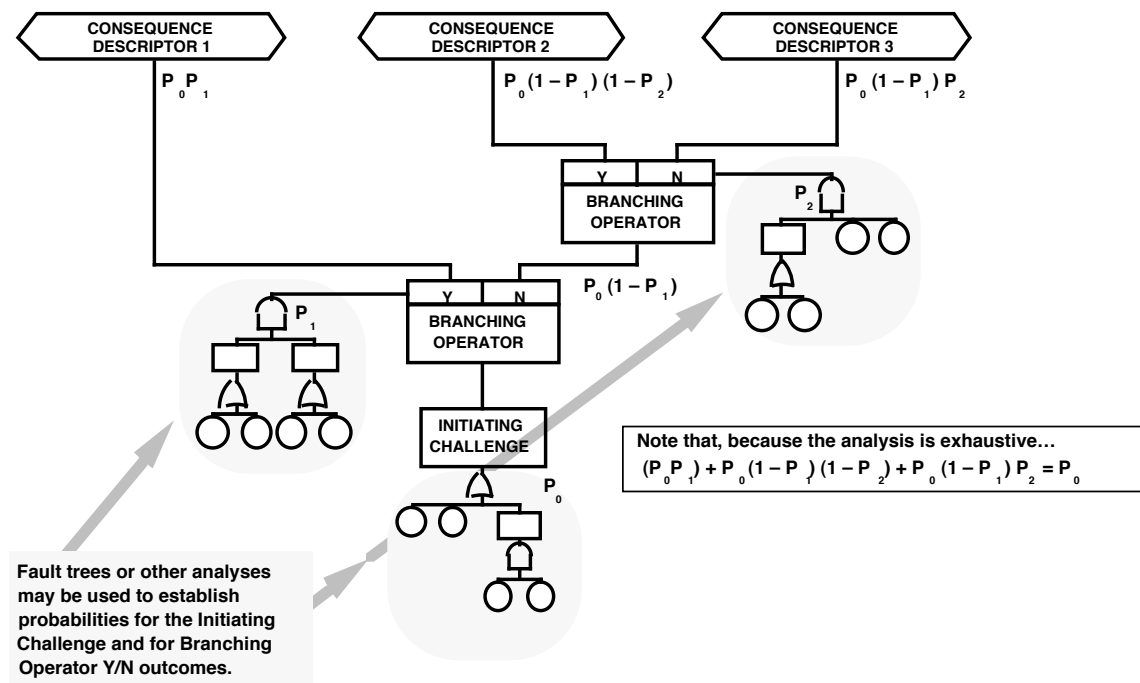 CONSEQUENCE
DESCRIPTOR 1
CONSEQUENCE
DESCRIPTOR 2
CONSEQUENCE
DESCRIPTOR 3
P₀P₁
P₀(1 – P₁)(1 – P₂)
P₀(1 – P₁)P₂
Y N
BRANCHING
OPERATOR
P₂
P₀(1 – P₁)
Y N
BRANCHING
OPERATOR
P₁
INITIATING
CHALLENGE
P₀
Note that, because the analysis is exhaustive…
(P₀P₁) + P₀(1 – P₁)(1 – P₂) + P₀(1 – P₁)P₂ = P₀
Fault trees or other analyses
may be used to establish
probabilities for the Initiating
Challenge and for Branching
Operator Y/N outcomes.